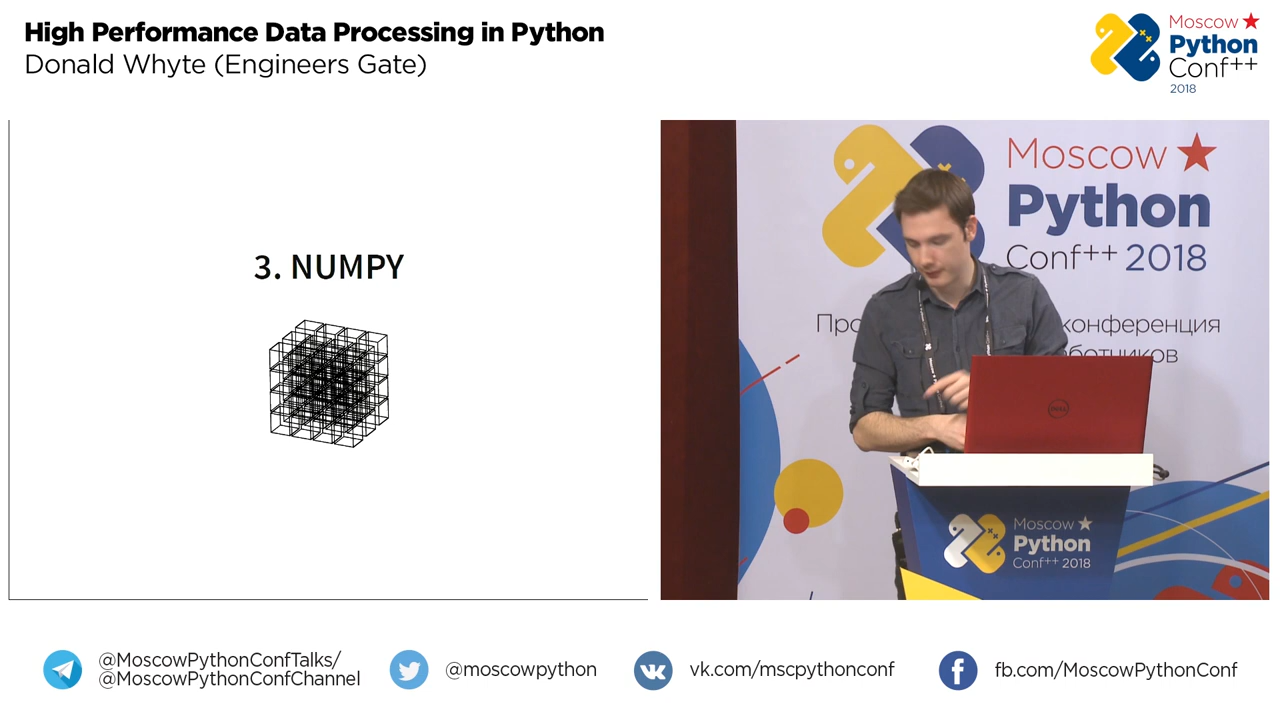 High Performance Data Processing in Python
Donald Whyte (Engineers Gate)
Moscow
Python
Conf++
2018
3. NUMPY
Moscow
Python
Conf++ 2018
конференция
DELL
Moscow
Python
Conf++ 2018
@MoscowPythonConfTalks/
@MoscowPythonConfChannel
@moscowpython
vk.com/mscpythonconf
fb.com/MoscowPythonConf